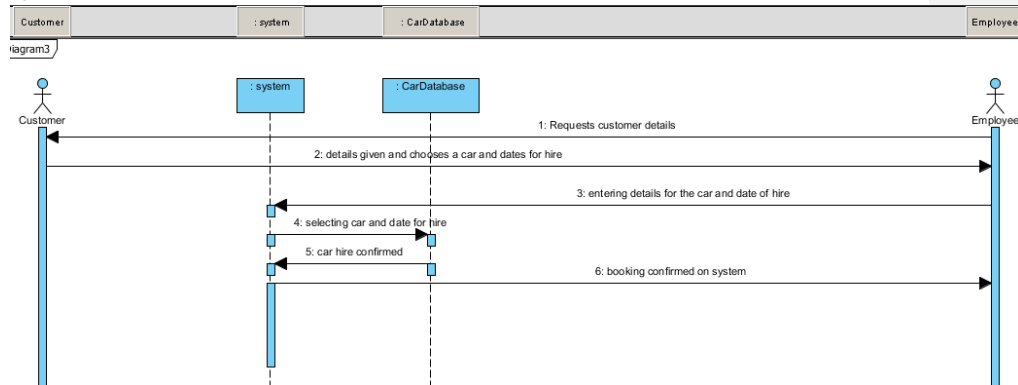 Customer
: system
: CarDatabase
Employee
iagram3
: system
: CarDatabase
Customer
Employee
1: Requests customer details
2: details given and chooses a car and dates for hire
3: entering details for the car and date of hire
4: selecting car and date for hire
5: car hire confirmed
6: booking confirmed on system